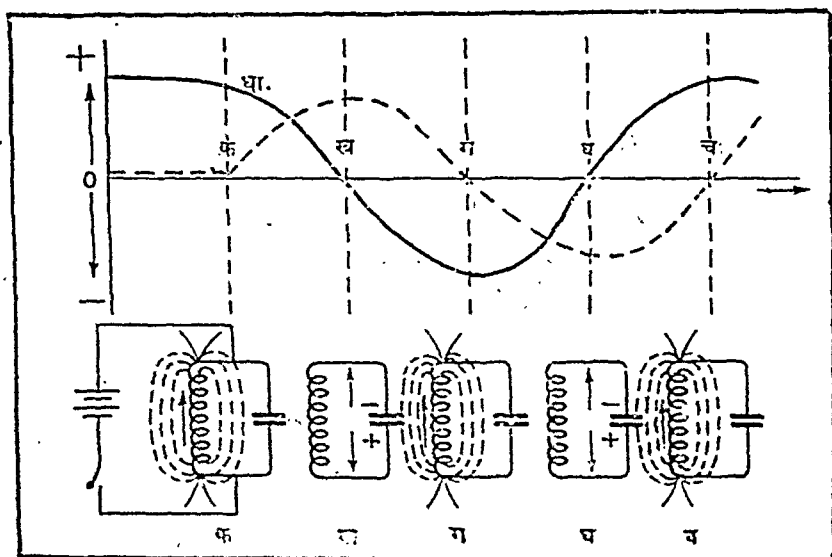 +
धा.
क ख ग घ च
0
−
− − 
+ +
क ख ग घ च